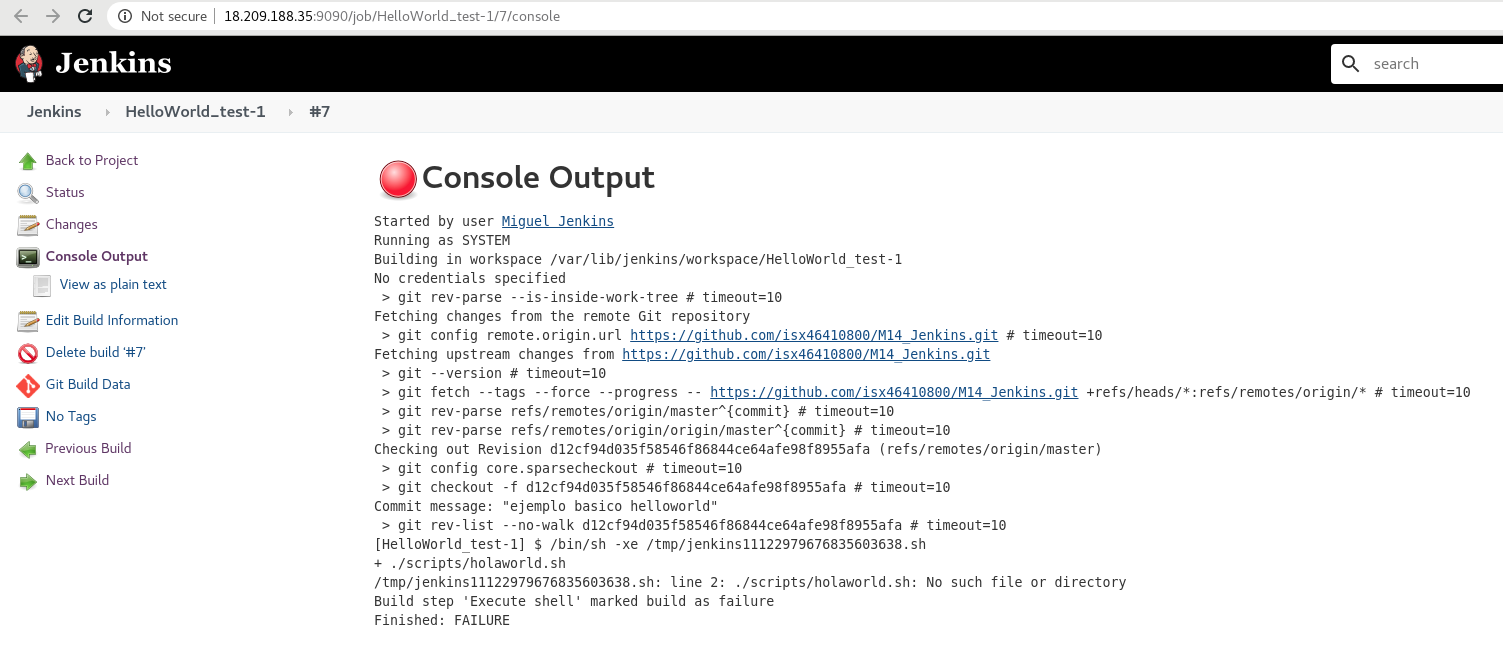 Not secure | 18.209.188.35:9090/job/HelloWorld_test-1/7/console
Jenkins
search
Jenkins HelloWorld_test-1 #7
Back to Project
Status
Changes
Console Output
View as plain text
Edit Build Information
Delete build ‘#7’
Git Build Data
No Tags
Previous Build
Next Build
Console Output
Started by user Miguel Jenkins
Running as SYSTEM
Building in workspace /var/lib/jenkins/workspace/HelloWorld_test-1
No credentials specified
 > git rev-parse --is-inside-work-tree # timeout=10
Fetching changes from the remote Git repository
 > git config remote.origin.url https://github.com/isx46410800/M14_Jenkins.git # timeout=10
Fetching upstream changes from https://github.com/isx46410800/M14_Jenkins.git
 > git --version # timeout=10
 > git fetch --tags --force --progress -- https://github.com/isx46410800/M14_Jenkins.git +refs/heads/*:refs/remotes/origin/* # timeout=10
 > git rev-parse refs/remotes/origin/master^{commit} # timeout=10
 > git rev-parse refs/remotes/origin/origin/master^{commit} # timeout=10
Checking out Revision d12cf94d035f58546f86844ce64afe98f8955afa (refs/remotes/origin/master)
 > git config core.sparsecheckout # timeout=10
 > git checkout -f d12cf94d035f58546f86844ce64afe98f8955afa # timeout=10
Commit message: "ejemplo basico helloworld"
 > git rev-list --no-walk d12cf94d035f58546f86844ce64afe98f8955afa # timeout=10
[HelloWorld_test-1] $ /bin/sh -xe /tmp/jenkins11122979676835603638.sh
+ ./scripts/holaworld.sh
/tmp/jenkins11122979676835603638.sh: line 2: ./scripts/holaworld.sh: No such file or directory
Build step 'Execute shell' marked build as failure
Finished: FAILURE